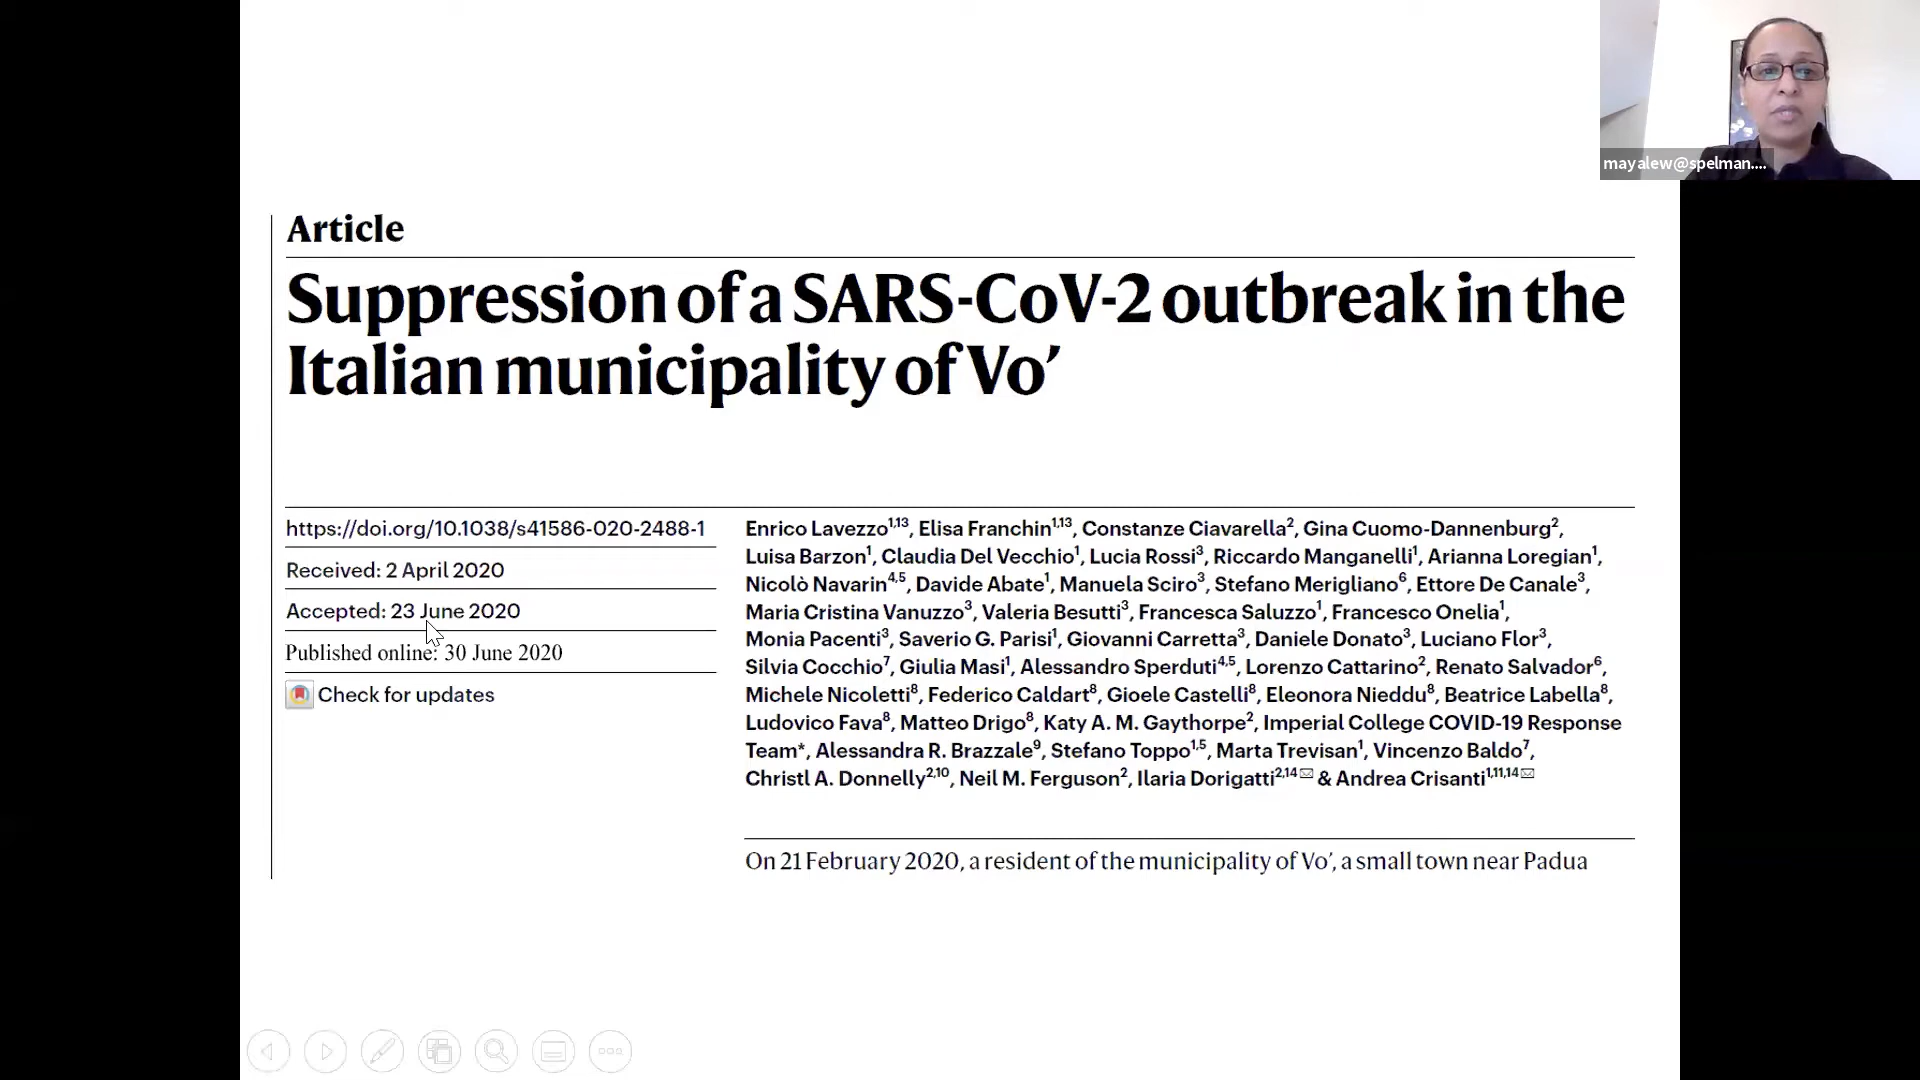 mayalew@spelman....
Article
Suppression of a SARS-CoV-2 outbreak in the
Italian municipality of Vo’
https://doi.org/10.1038/s41586-020-2488-1
Received: 2 April 2020
Accepted: 23 June 2020
Published online: 30 June 2020
Check for updates
Enrico Lavezzo1,13, Elisa Franchin1,13, Constanze Ciavarella2, Gina Cuomo-Dannenburg2,
Luisa Barzon1, Claudia Del Vecchio1, Lucia Rossi3, Riccardo Manganelli1, Arianna Loregian1,
Nicolò Navarin4,5, Davide Abate1, Manuela Sciro3, Stefano Merigliano6, Ettore De Canale3,
Maria Cristina Vanuzzo3, Valeria Besutti3, Francesca Saluzzo1, Francesco Onelia1,
Monia Pacenti3, Saverio G. Parisi1, Giovanni Carretta3, Daniele Donato3, Luciano Flor3,
Silvia Cocchio7, Giulia Masi1, Alessandro Sperduti4,5, Lorenzo Cattarino2, Renato Salvador6,
Michele Nicoletti8, Federico Caldart8, Gioele Castelli8, Eleonora Nieddu8, Beatrice Labella8,
Ludovico Fava8, Matteo Drigo8, Katy A. M. Gaythorpe2, Imperial College COVID-19 Response
Team*, Alessandra R. Brazzale9, Stefano Toppo1,5, Marta Trevisan1, Vincenzo Baldo7,
Christl A. Donnelly2,10, Neil M. Ferguson2, Ilaria Dorigatti2,14✉ & Andrea Crisanti1,11,14✉
On 21 February 2020, a resident of the municipality of Vo’, a small town near Padua